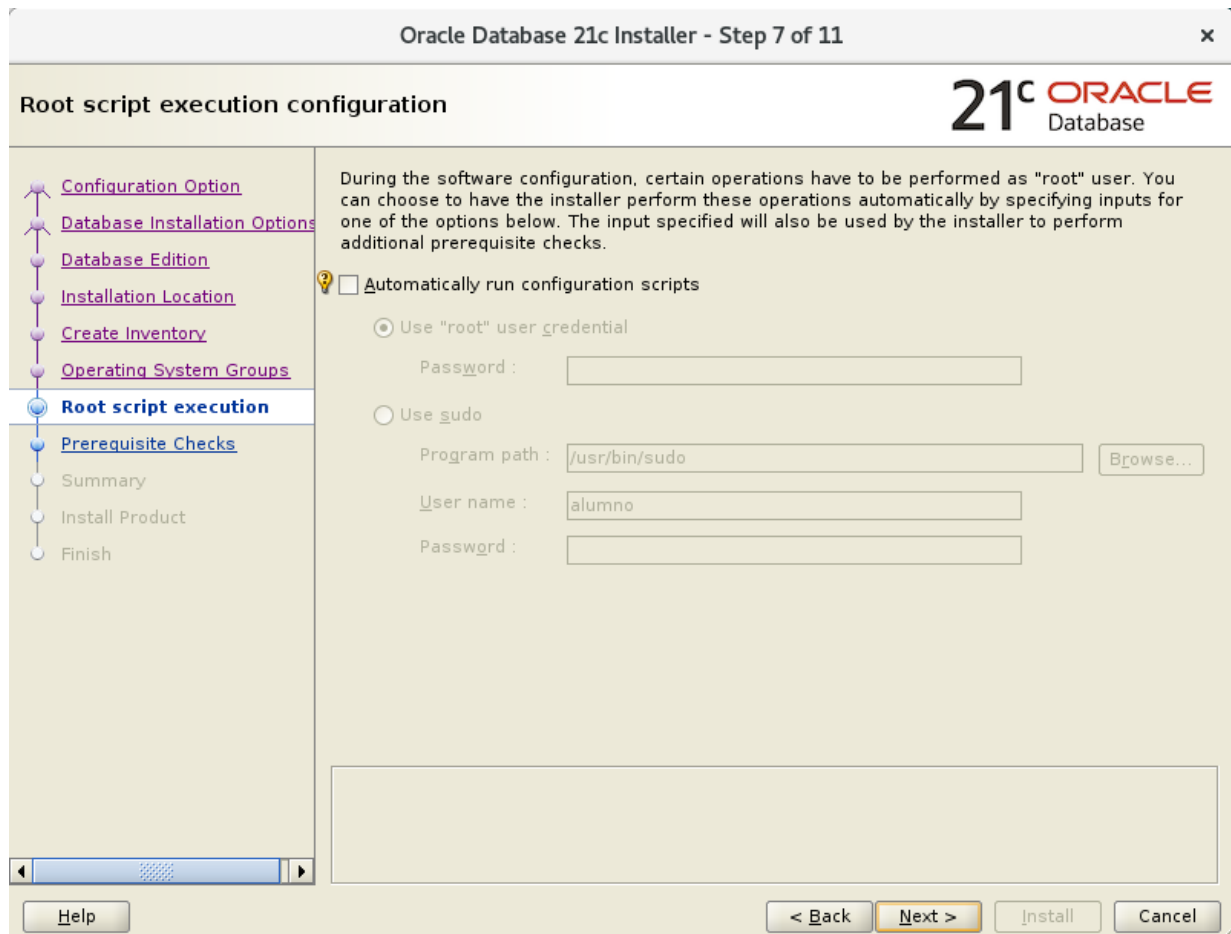 Oracle Database 21c Installer - Step 7 of 11
Root script execution configuration
21c ORACLE
Database
Configuration Option
Database Installation Options
Database Edition
Installation Location
Create Inventory
Operating System Groups
Root script execution
Prerequisite Checks
Summary
Install Product
Finish
During the software configuration, certain operations have to be performed as "root" user. You
can choose to have the installer perform these operations automatically by specifying inputs for
one of the options below. The input specified will also be used by the installer to perform
additional prerequisite checks.
Automatically run configuration scripts
Use "root" user credential
Password :
Use sudo
Program path : /usr/bin/sudo Browse...
User name : alumno
Password :
Help < Back Next > Install Cancel